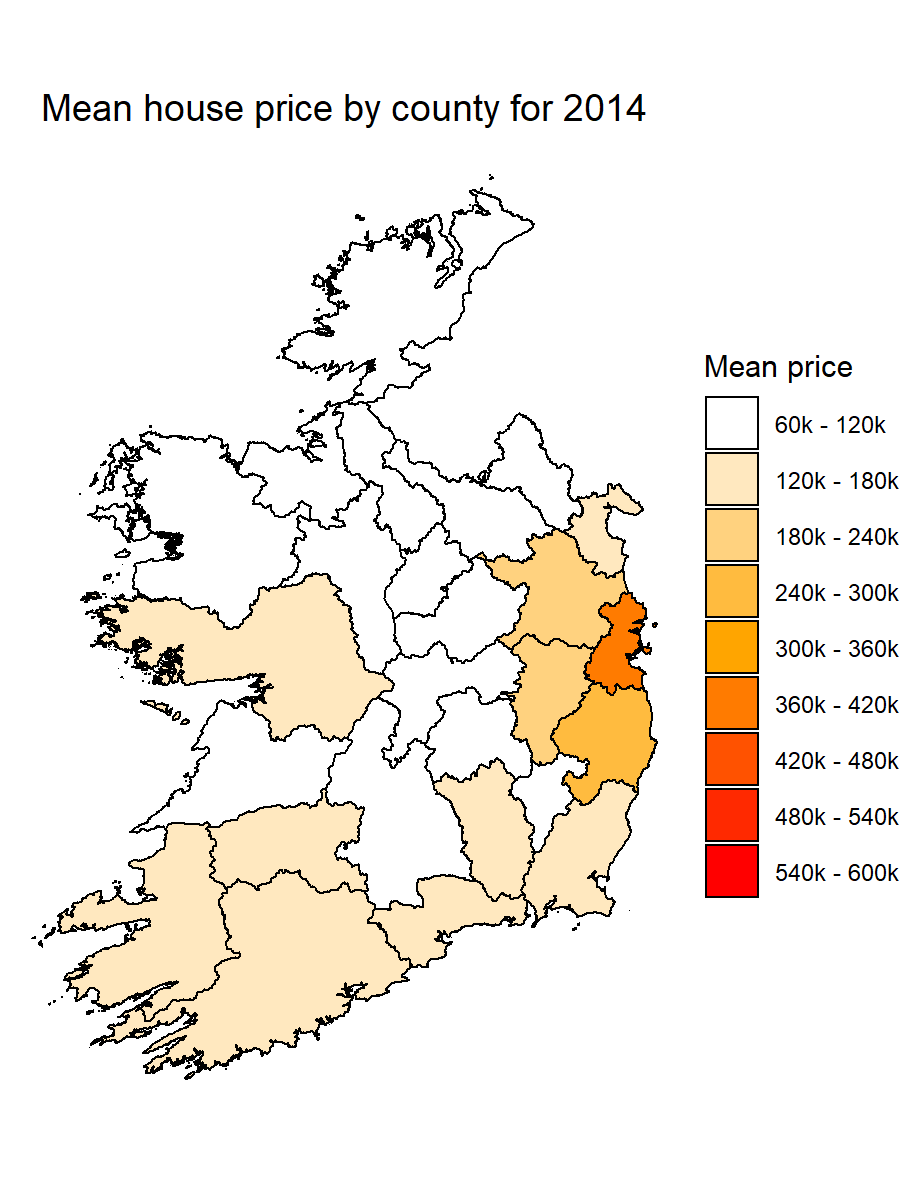 Mean house price by county for 2014
Mean price
60k - 120k
120k - 180k
180k - 240k
240k - 300k
300k - 360k
360k - 420k
420k - 480k
480k - 540k
540k - 600k